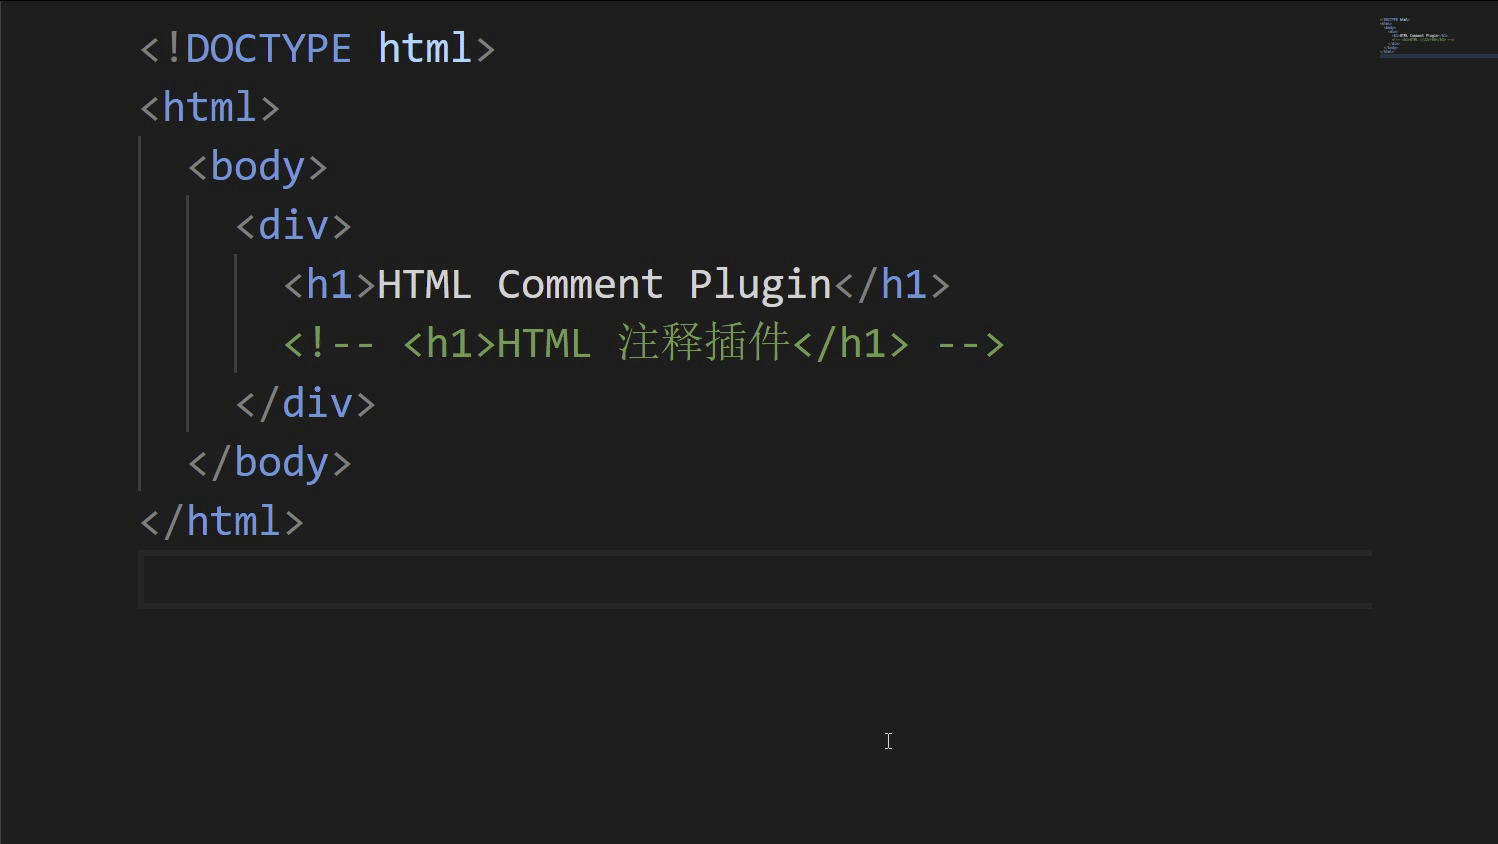 <!DOCTYPE html>
<html>
  <body>
    <div>
      <h1>HTML Comment Plugin</h1>
      <!-- <h1>HTML 注释插件</h1> -->
    </div>
  </body>
</html>